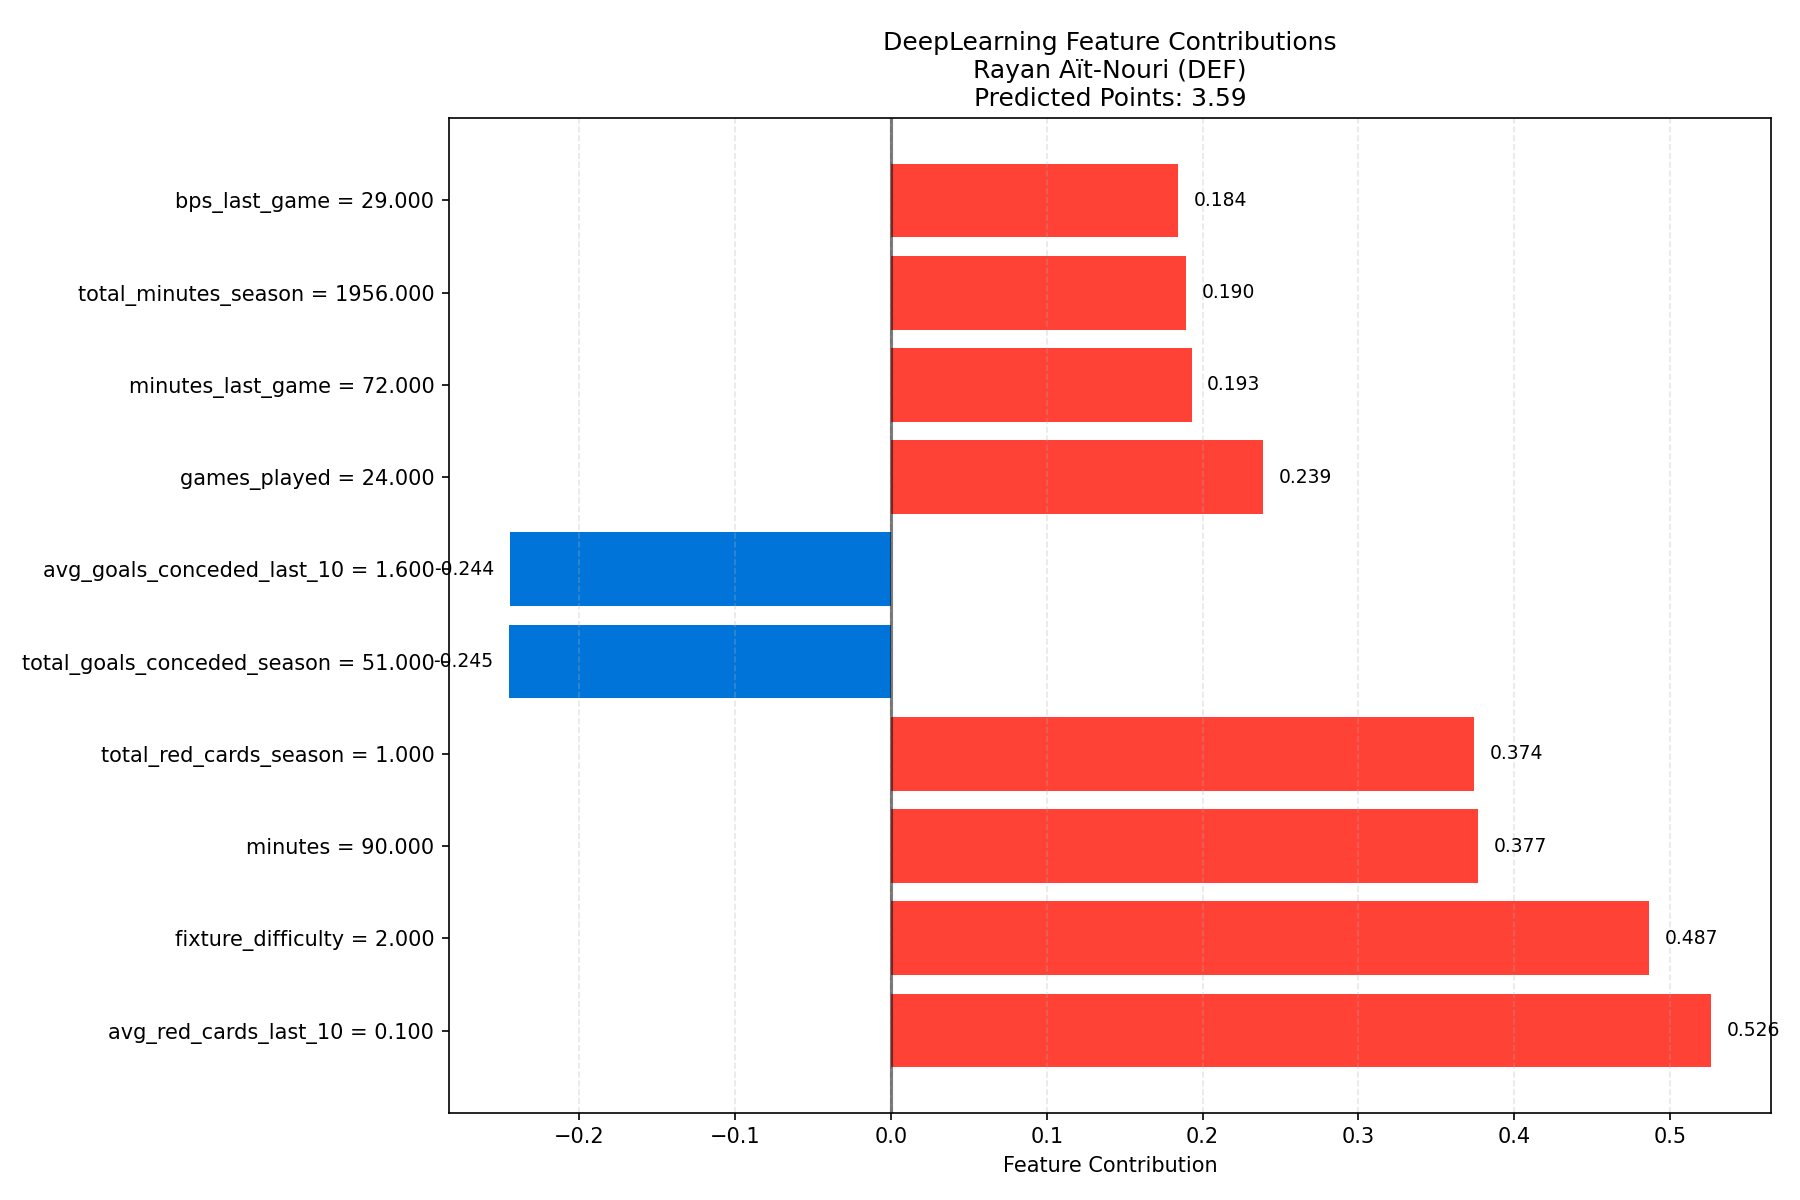 DeepLearning Feature Contributions
Rayan Aït-Nouri (DEF)
Predicted Points: 3.59
bps_last_game = 29.000
0.184
total_minutes_season = 1956.000
0.190
minutes_last_game = 72.000
0.193
games_played = 24.000
0.239
avg_goals_conceded_last_10 = 1.600
-0.244
total_goals_conceded_season = 51.000
-0.245
total_red_cards_season = 1.000
0.374
minutes = 90.000
0.377
fixture_difficulty = 2.000
0.487
avg_red_cards_last_10 = 0.100
0.526
−0.2 −0.1 0.0 0.1 0.2 0.3 0.4 0.5
Feature Contribution